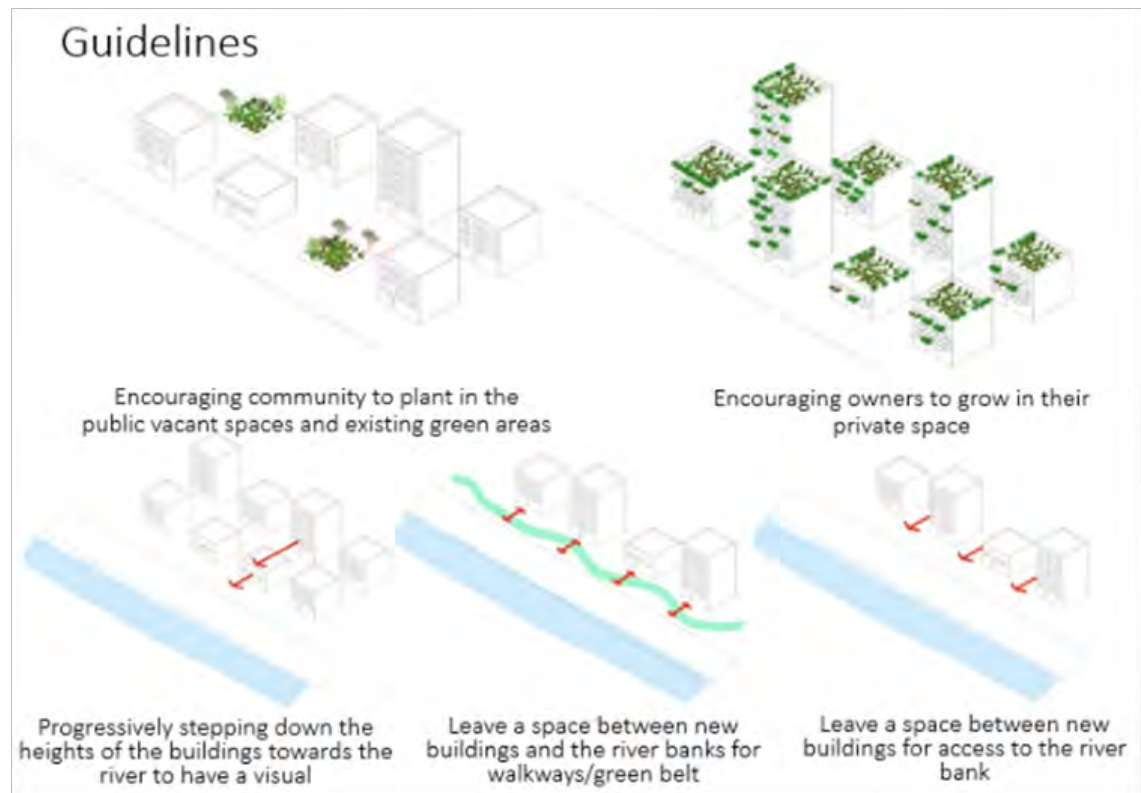 Guidelines
Encouraging community to plant in the
public vacant spaces and existing green areas
Encouraging owners to grow in their
private space
Progressively stepping down the
heights of the buildings towards the
river to have a visual
Leave a space between new
buildings and the river banks for
walkways/green belt
Leave a space between new
buildings for access to the river
bank